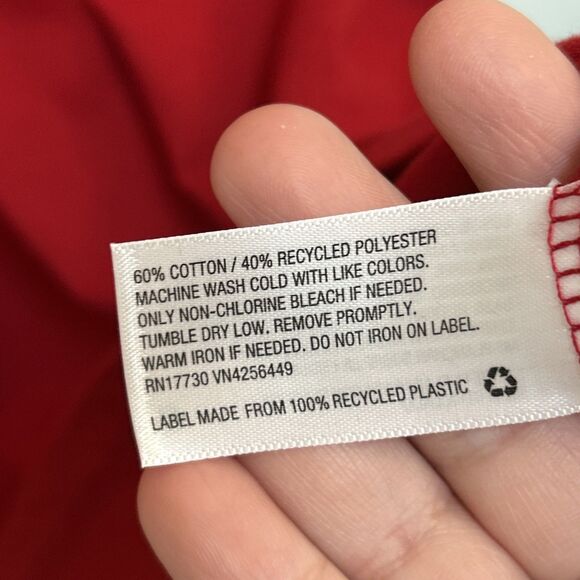 60% COTTON / 40% RECYCLED POLYESTER
MACHINE WASH COLD WITH LIKE COLORS.
ONLY NON-CHLORINE BLEACH IF NEEDED.
TUMBLE DRY LOW. REMOVE PROMPTLY.
WARM IRON IF NEEDED. DO NOT IRON ON LABEL.
RN17730 VN4256449
LABEL MADE FROM 100% RECYCLED PLASTIC